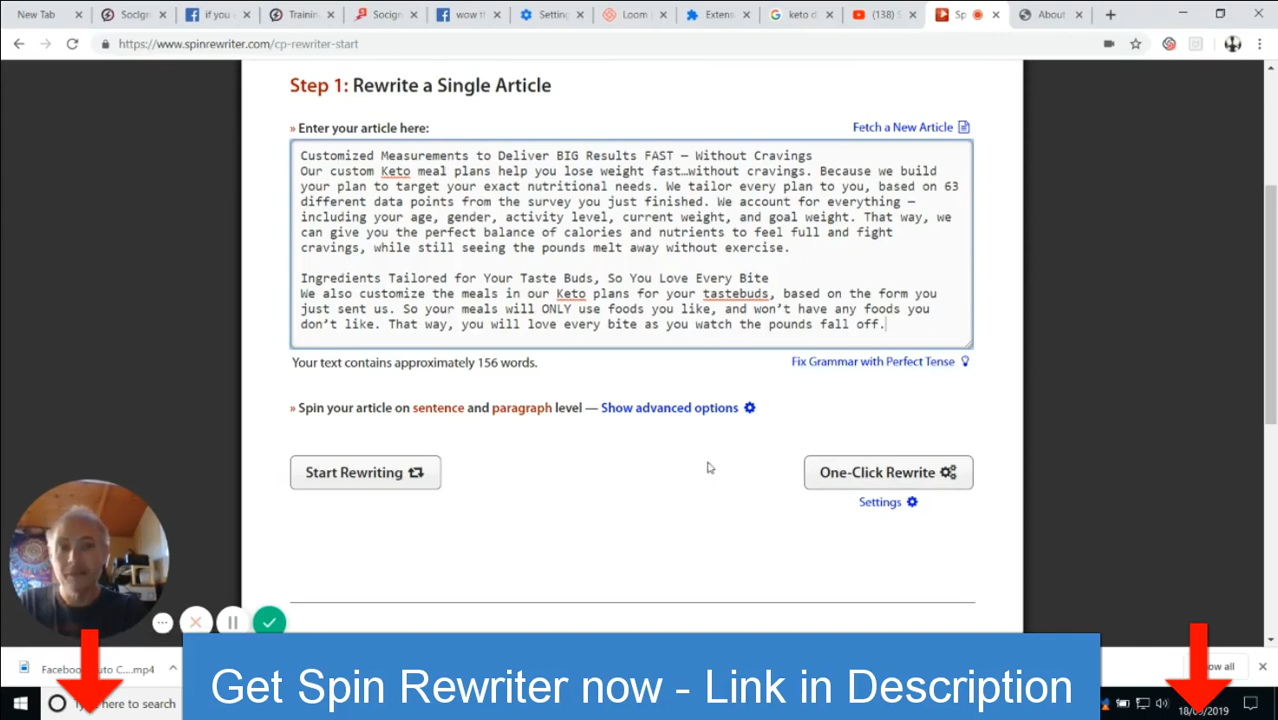 New Tab
SocIgn
if you
Training
Socign
wow th
Setting
Loom
Extens
keto d
(138) S
Sp
About
https://www.spinrewriter.com/cp-rewriter-start
Step 1: Rewrite a Single Article
» Enter your article here:
Fetch a New Article
Customized Measurements to Deliver BIG Results FAST – Without Cravings
Our custom Keto meal plans help you lose weight fast…without cravings. Because we build
your plan to target your exact nutritional needs. We tailor every plan to you, based on 63
different data points from the survey you just finished. We account for everything –
including your age, gender, activity level, current weight, and goal weight. That way, we
can give you the perfect balance of calories and nutrients to feel full and fight
cravings, while still seeing the pounds melt away without exercise.
Ingredients Tailored for Your Taste Buds, So You Love Every Bite
We also customize the meals in our Keto plans for your tastebuds, based on the form you
just sent us. So your meals will ONLY use foods you like, and won’t have any foods you
don’t like. That way, you will love every bite as you watch the pounds fall off.
Your text contains approximately 156 words.
Fix Grammar with Perfect Tense
» Spin your article on sentence and paragraph level — Show advanced options
Start Rewriting
One-Click Rewrite
Settings
Get Spin Rewriter now - Link in Description